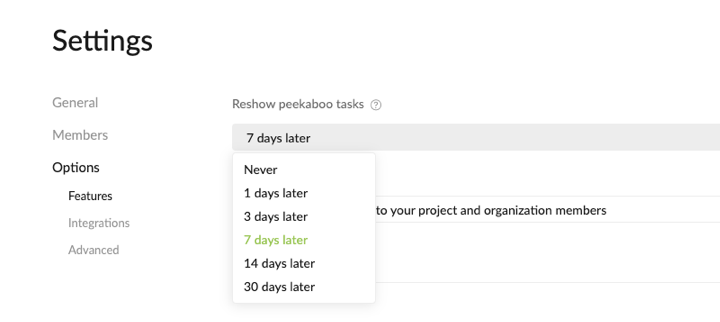 Settings
General
Members
Options
Features
Integrations
Advanced
Reshow peekaboo tasks ?
7 days later
Never
1 days later
3 days later
7 days later
14 days later
30 days later
to your project and organization members